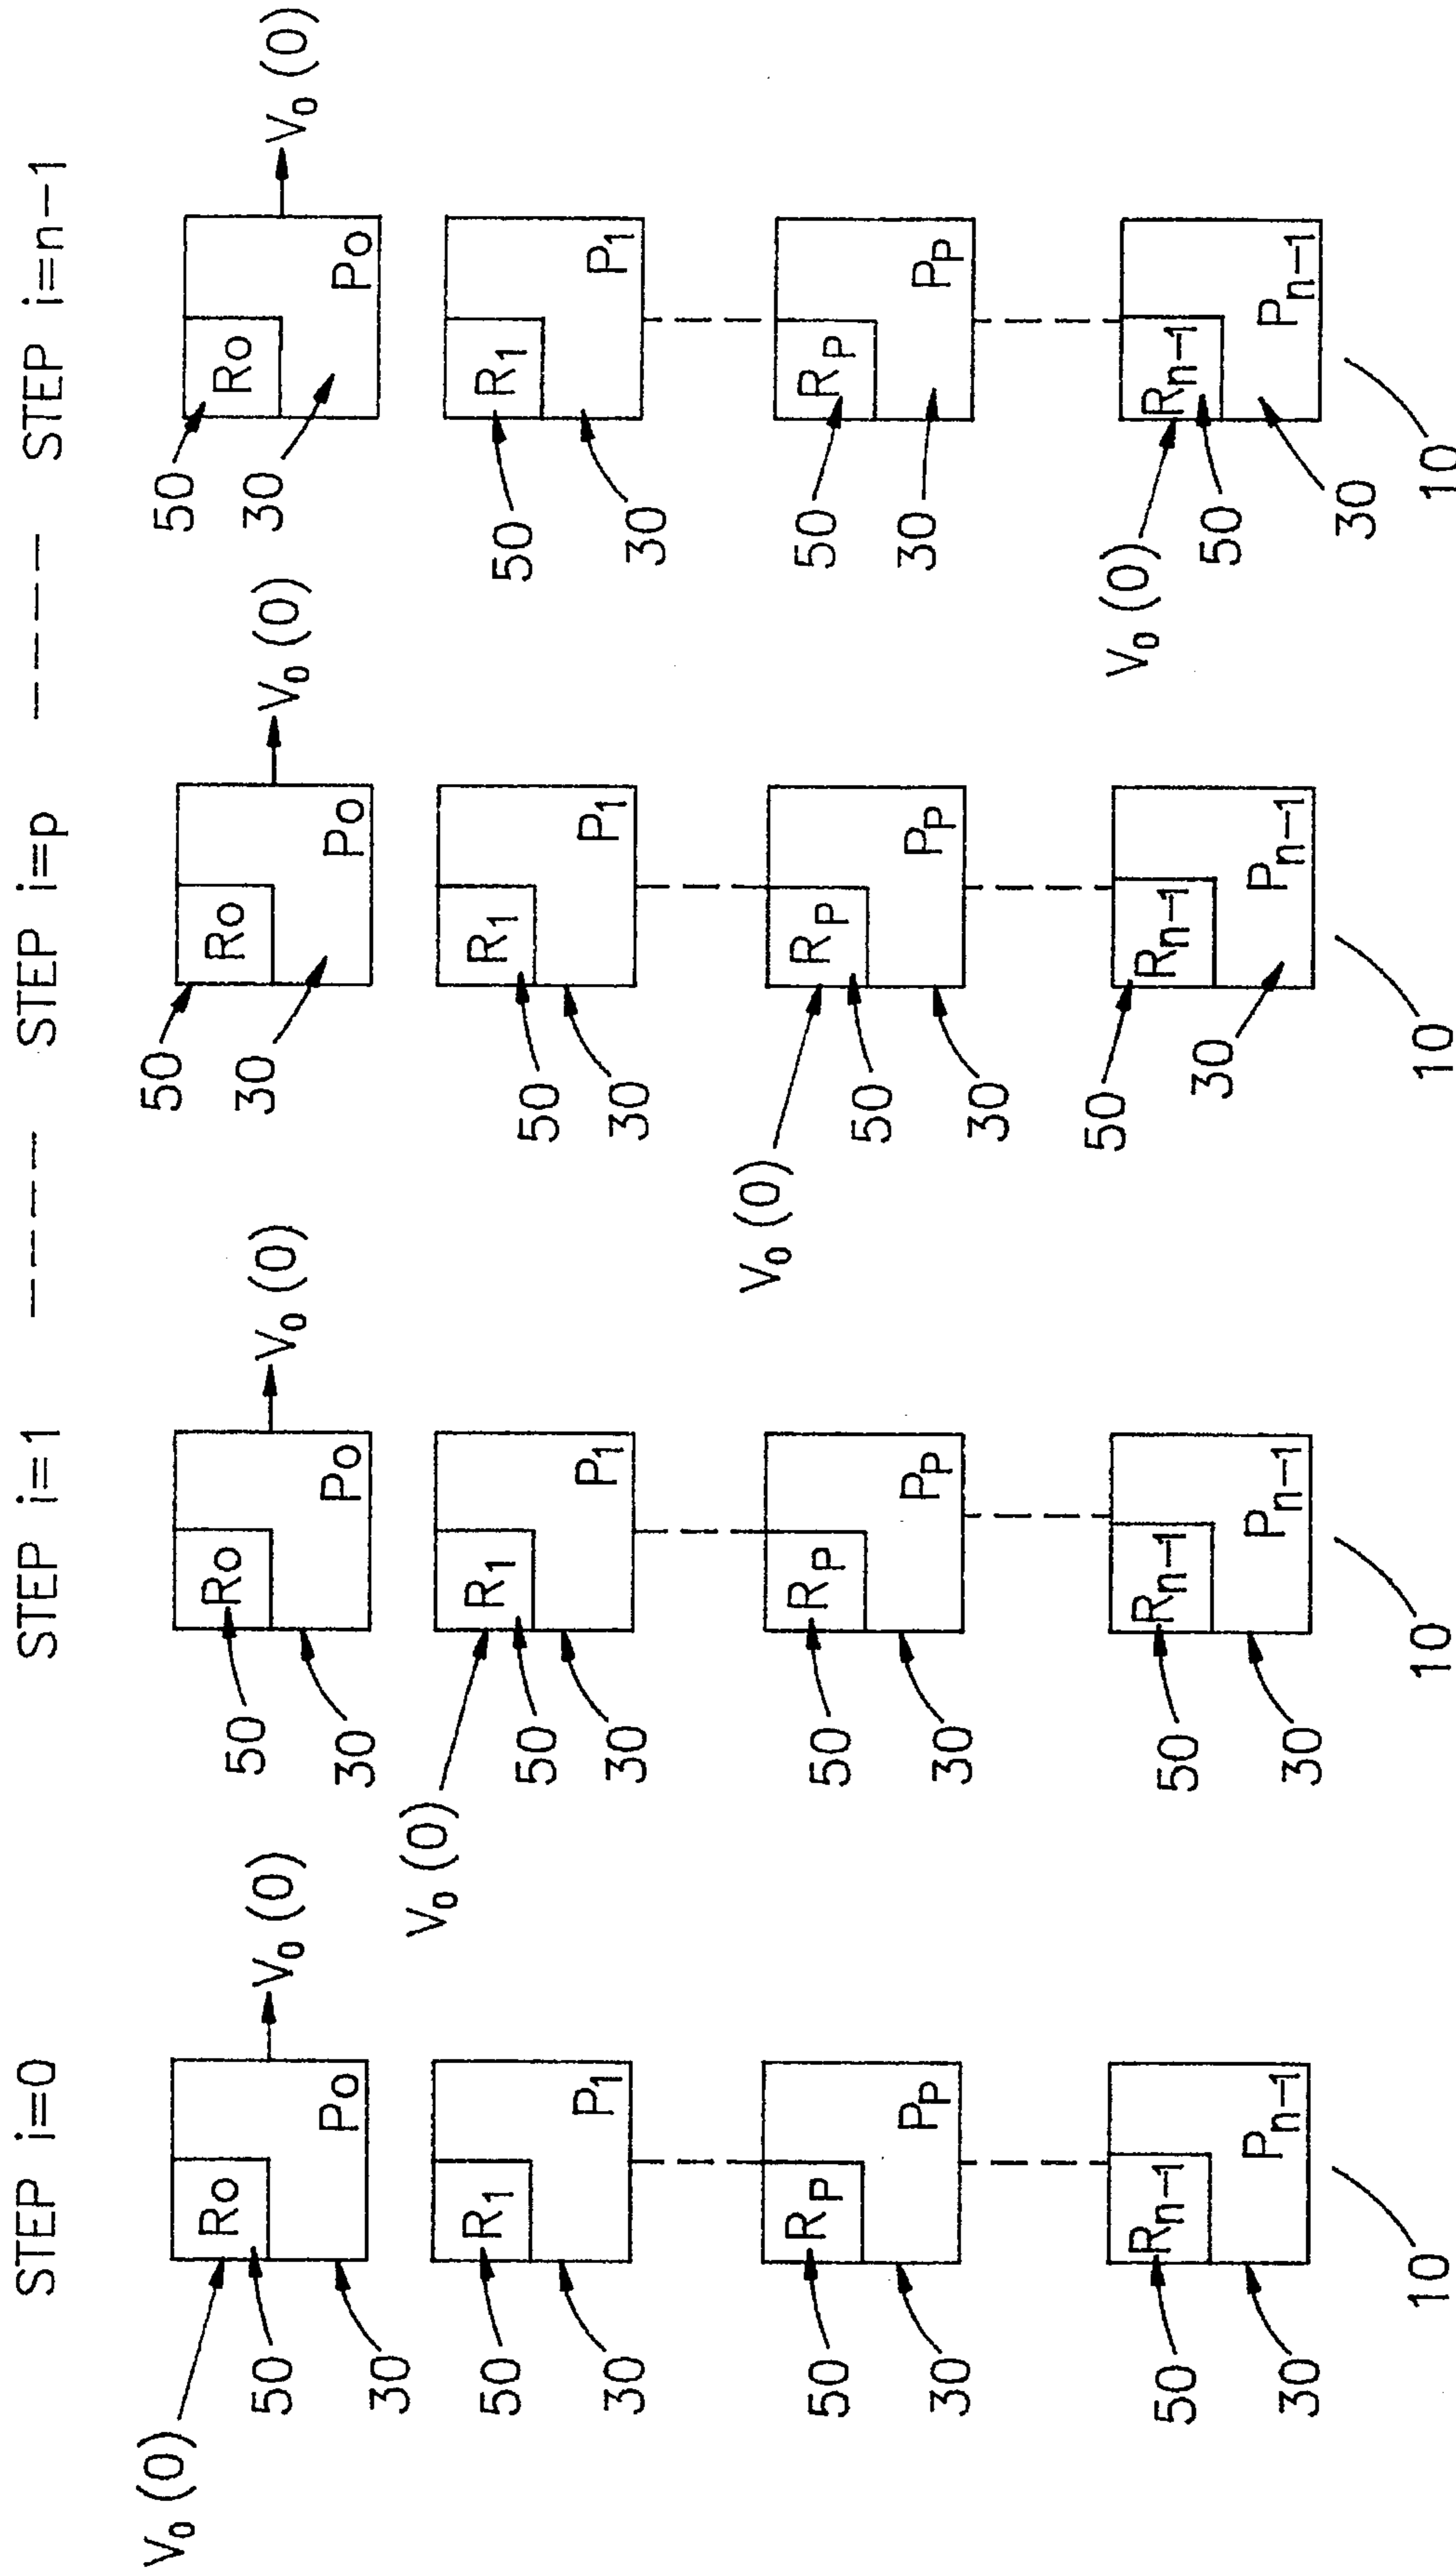 STEP i=0
STEP i=1
---- STEP i=p
---- STEP i=n-1
V₀ (0)
50
30
R₀
P₀
V₀ (0)
50
30
R₁
P₁
50
30
Rₚ
Pₚ
50
30
Rₙ₋₁
Pₙ₋₁
10
50
30
R₀
P₀
V₀ (0)
V₀ (0)
50
30
R₁
P₁
50
30
Rₚ
Pₚ
50
30
Rₙ₋₁
Pₙ₋₁
10
50
30
R₀
P₀
V₀ (0)
50
30
R₁
P₁
V₀ (0)
50
30
Rₚ
Pₚ
50
30
Rₙ₋₁
Pₙ₋₁
10
50
30
R₀
P₀
V₀ (0)
50
30
R₁
P₁
50
30
Rₚ
Pₚ
V₀ (0)
50
30
Rₙ₋₁
Pₙ₋₁
10